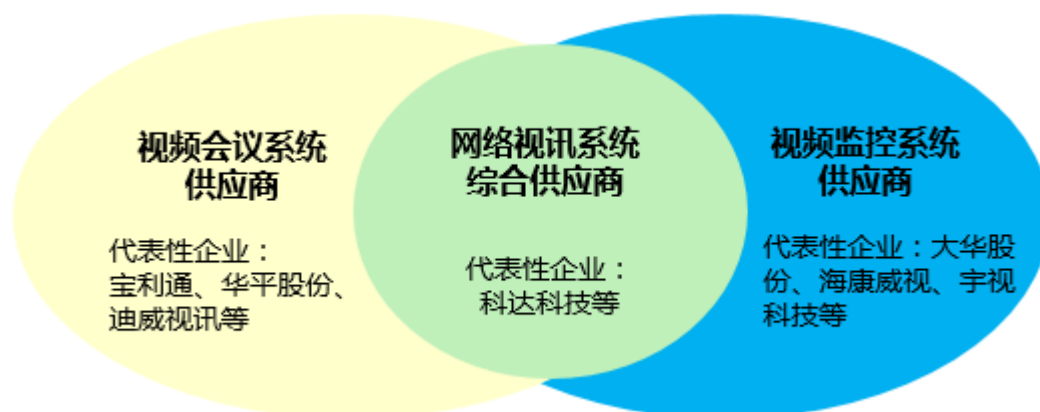 视频会议系统
供应商
代表性企业：
宝利通、华平股份、
迪威视讯等
网络视讯系统
综合供应商
代表性企业：
科达科技等
视频监控系统
供应商
代表性企业：大华股
份、海康威视、宇视
科技等